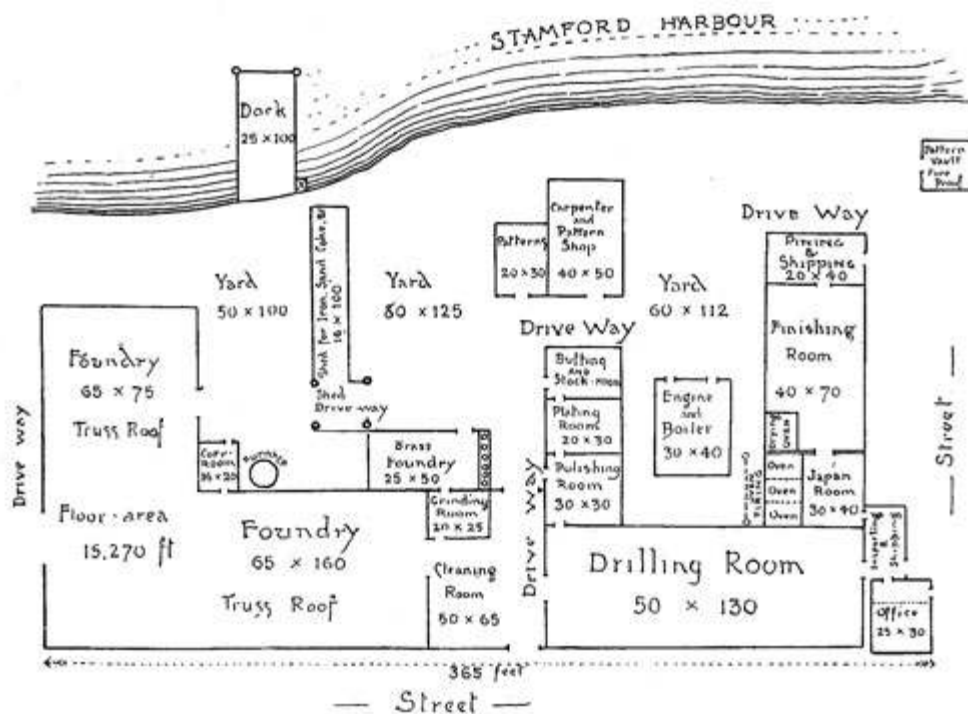 STAMFORD HARBOUR
Dock
25 × 100
Pattern
Vault
Fire
Proof
Carpenter
and
Pattern
Shop
40 × 50
Patterns
20 × 30
Drive Way
Shipping
20 × 40
Yard
50 × 100
Shed for Iron, Sand Coke, &
16 × 100
Yard
80 × 125
Yard
60 × 112
Finishing
Room
40 × 70
Foundry
65 × 75
Truss Roof
Drive way
Drive Way
Buffing
and
Stock-room
Plating
Room
20 × 30
Polishing
Room
30 × 30
Engine
and
Boiler
30 × 40
Shed
Drive-way
Brass
Foundry
25 × 50
Furnace
Grinding
Room
20 × 25
Drying
Oven
Oven
Oven
Oven
Japan
Room
30 × 40
Street
Floor-area
15,270 ft
Foundry
65 × 160
Truss Roof
Cleaning
Room
50 × 65
Drive Way
Drilling Room
50 × 130
&
Shipping
Office
25 × 30
365 feet
Street